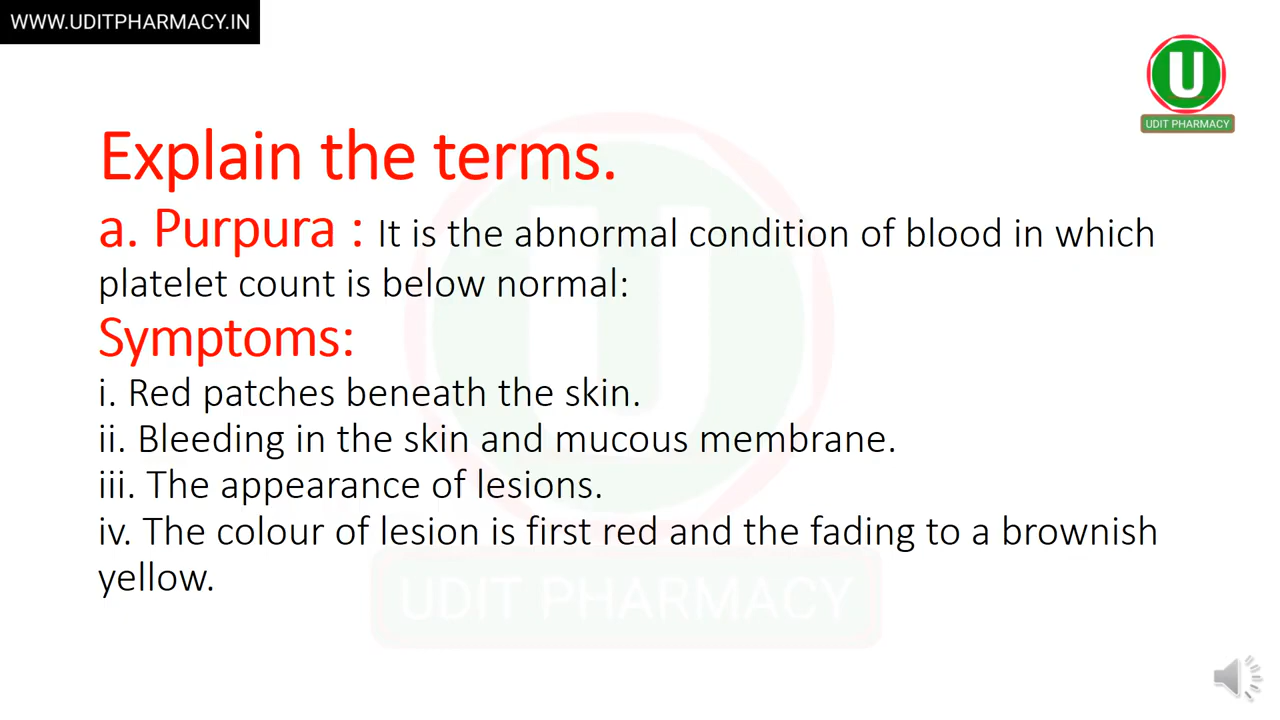 WWW.UDITPHARMACY.IN
U
UDIT PHARMACY
Explain the terms.
a. Purpura : It is the abnormal condition of blood in which
platelet count is below normal:
Symptoms:
i. Red patches beneath the skin.
ii. Bleeding in the skin and mucous membrane.
iii. The appearance of lesions.
iv. The colour of lesion is first red and the fading to a brownish
yellow.
UDIT PHARMACY